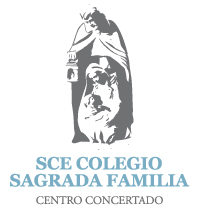 SCE COLEGIO
SAGRADA FAMILIA
CENTRO CONCERTADO